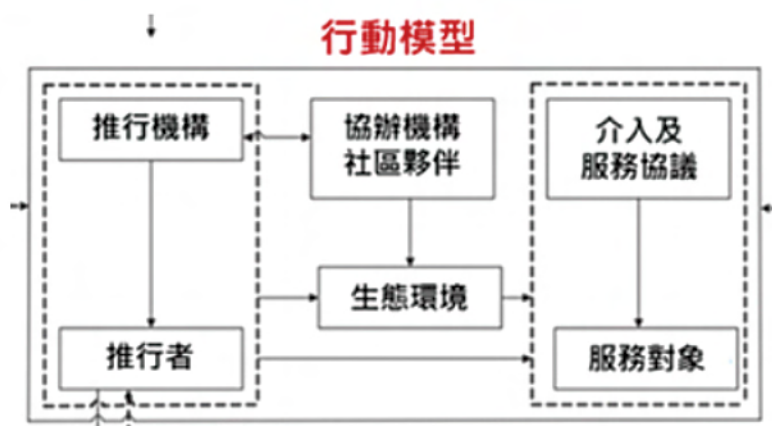 行動模型
推行機構
協辦機構
社區夥伴
介入及
服務協議
生態環境
推行者
服務對象